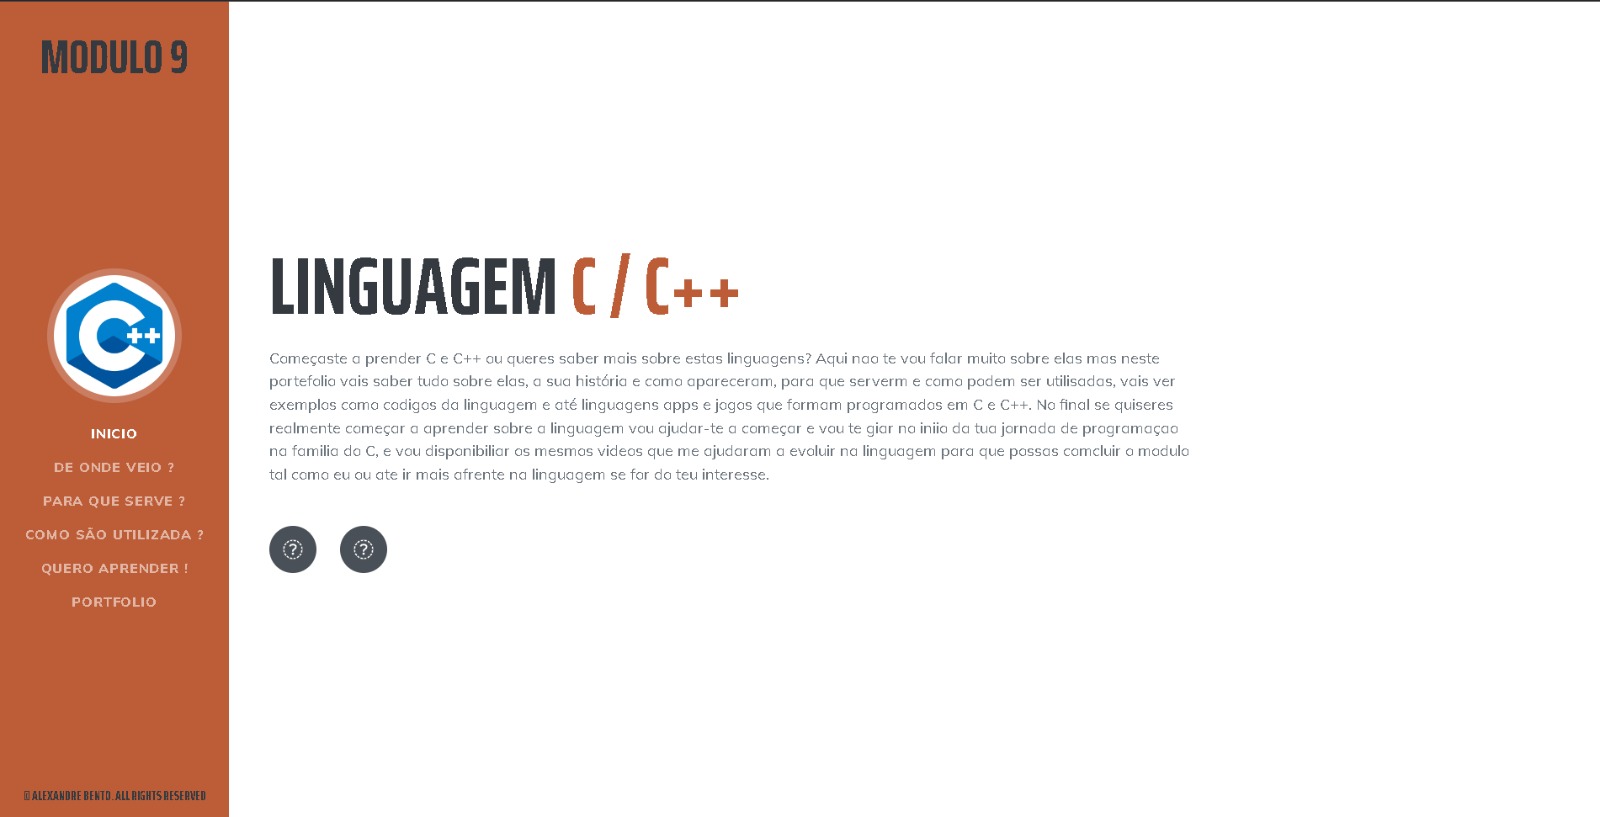 MODULO 9
C++
INICIO
DE ONDE VEIO ?
PARA QUE SERVE ?
COMO SÃO UTILIZADA ?
QUERO APRENDER !
PORTFOLIO
ALEXANDRE BENTO. ALL RIGHTS RESERVED
LINGUAGEM C / C++
Começaste a prender C e C++ ou queres saber mais sobre estas linguagens? Aqui nao te vou falar muito sobre elas mas neste
portefolio vais saber tudo sobre elas, a sua história e como apareceram, para que serverm e como podem ser utilisadas, vais ver
exemplos como codigos da linguagem e até linguagens apps e jogos que formam programados em C e C++. No final se quiseres
realmente começar a aprender sobre a linguagem vou ajudar-te a começar e vou te giar no iniio da tua jornada de programaçao
na familia do C, e vou disponibiliar os mesmos videos que me ajudaram a evoluir na linguagem para que possas comcluir o modulo
tal como eu ou ate ir mais afrente na linguagem se for do teu interesse.
? ?